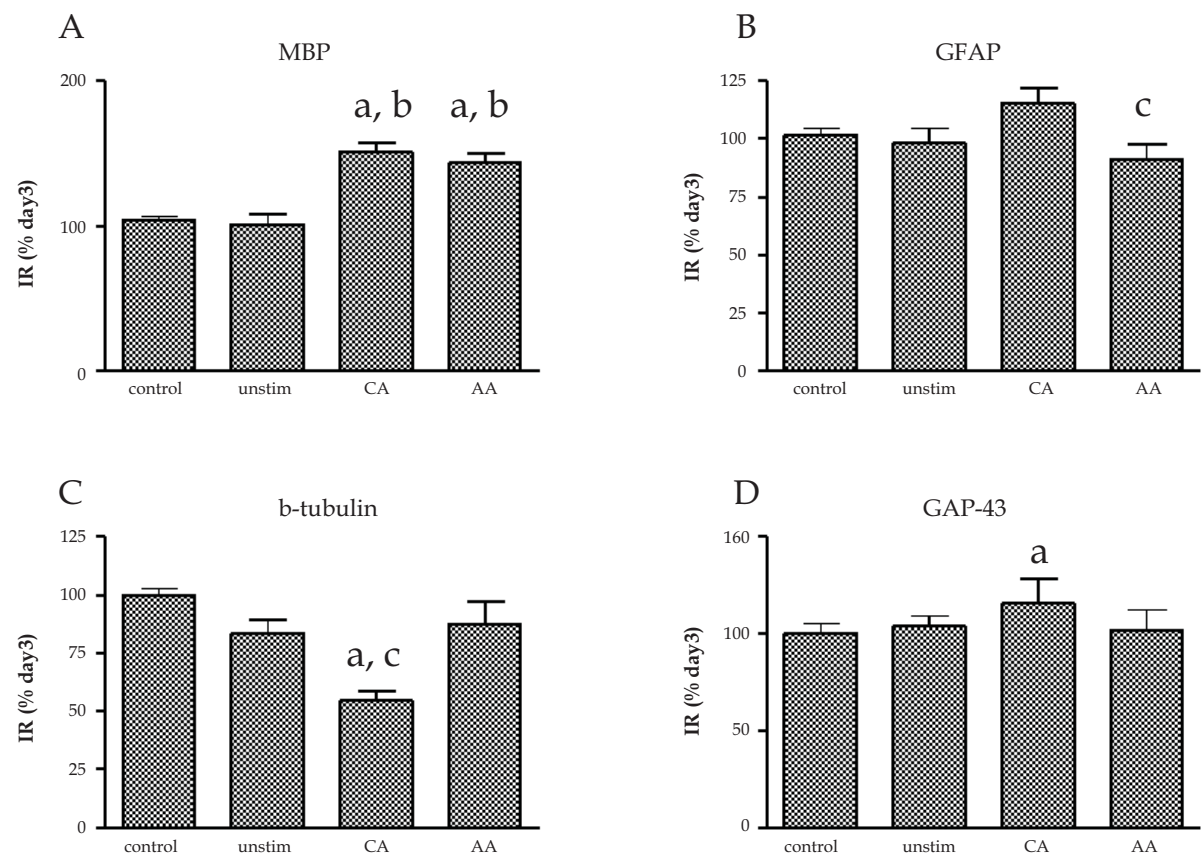 A
MBP
200
100
0
IR (% day3)
a, b
a, b
control
unstim
CA
AA
B
GFAP
125
100
75
50
25
0
IR (% day3)
c
control
unstim
CA
AA
C
b-tubulin
125
100
75
50
25
0
IR (% day3)
a, c
control
unstim
CA
AA
D
GAP-43
160
100
50
0
IR (% day3)
a
control
unstim
CA
AA